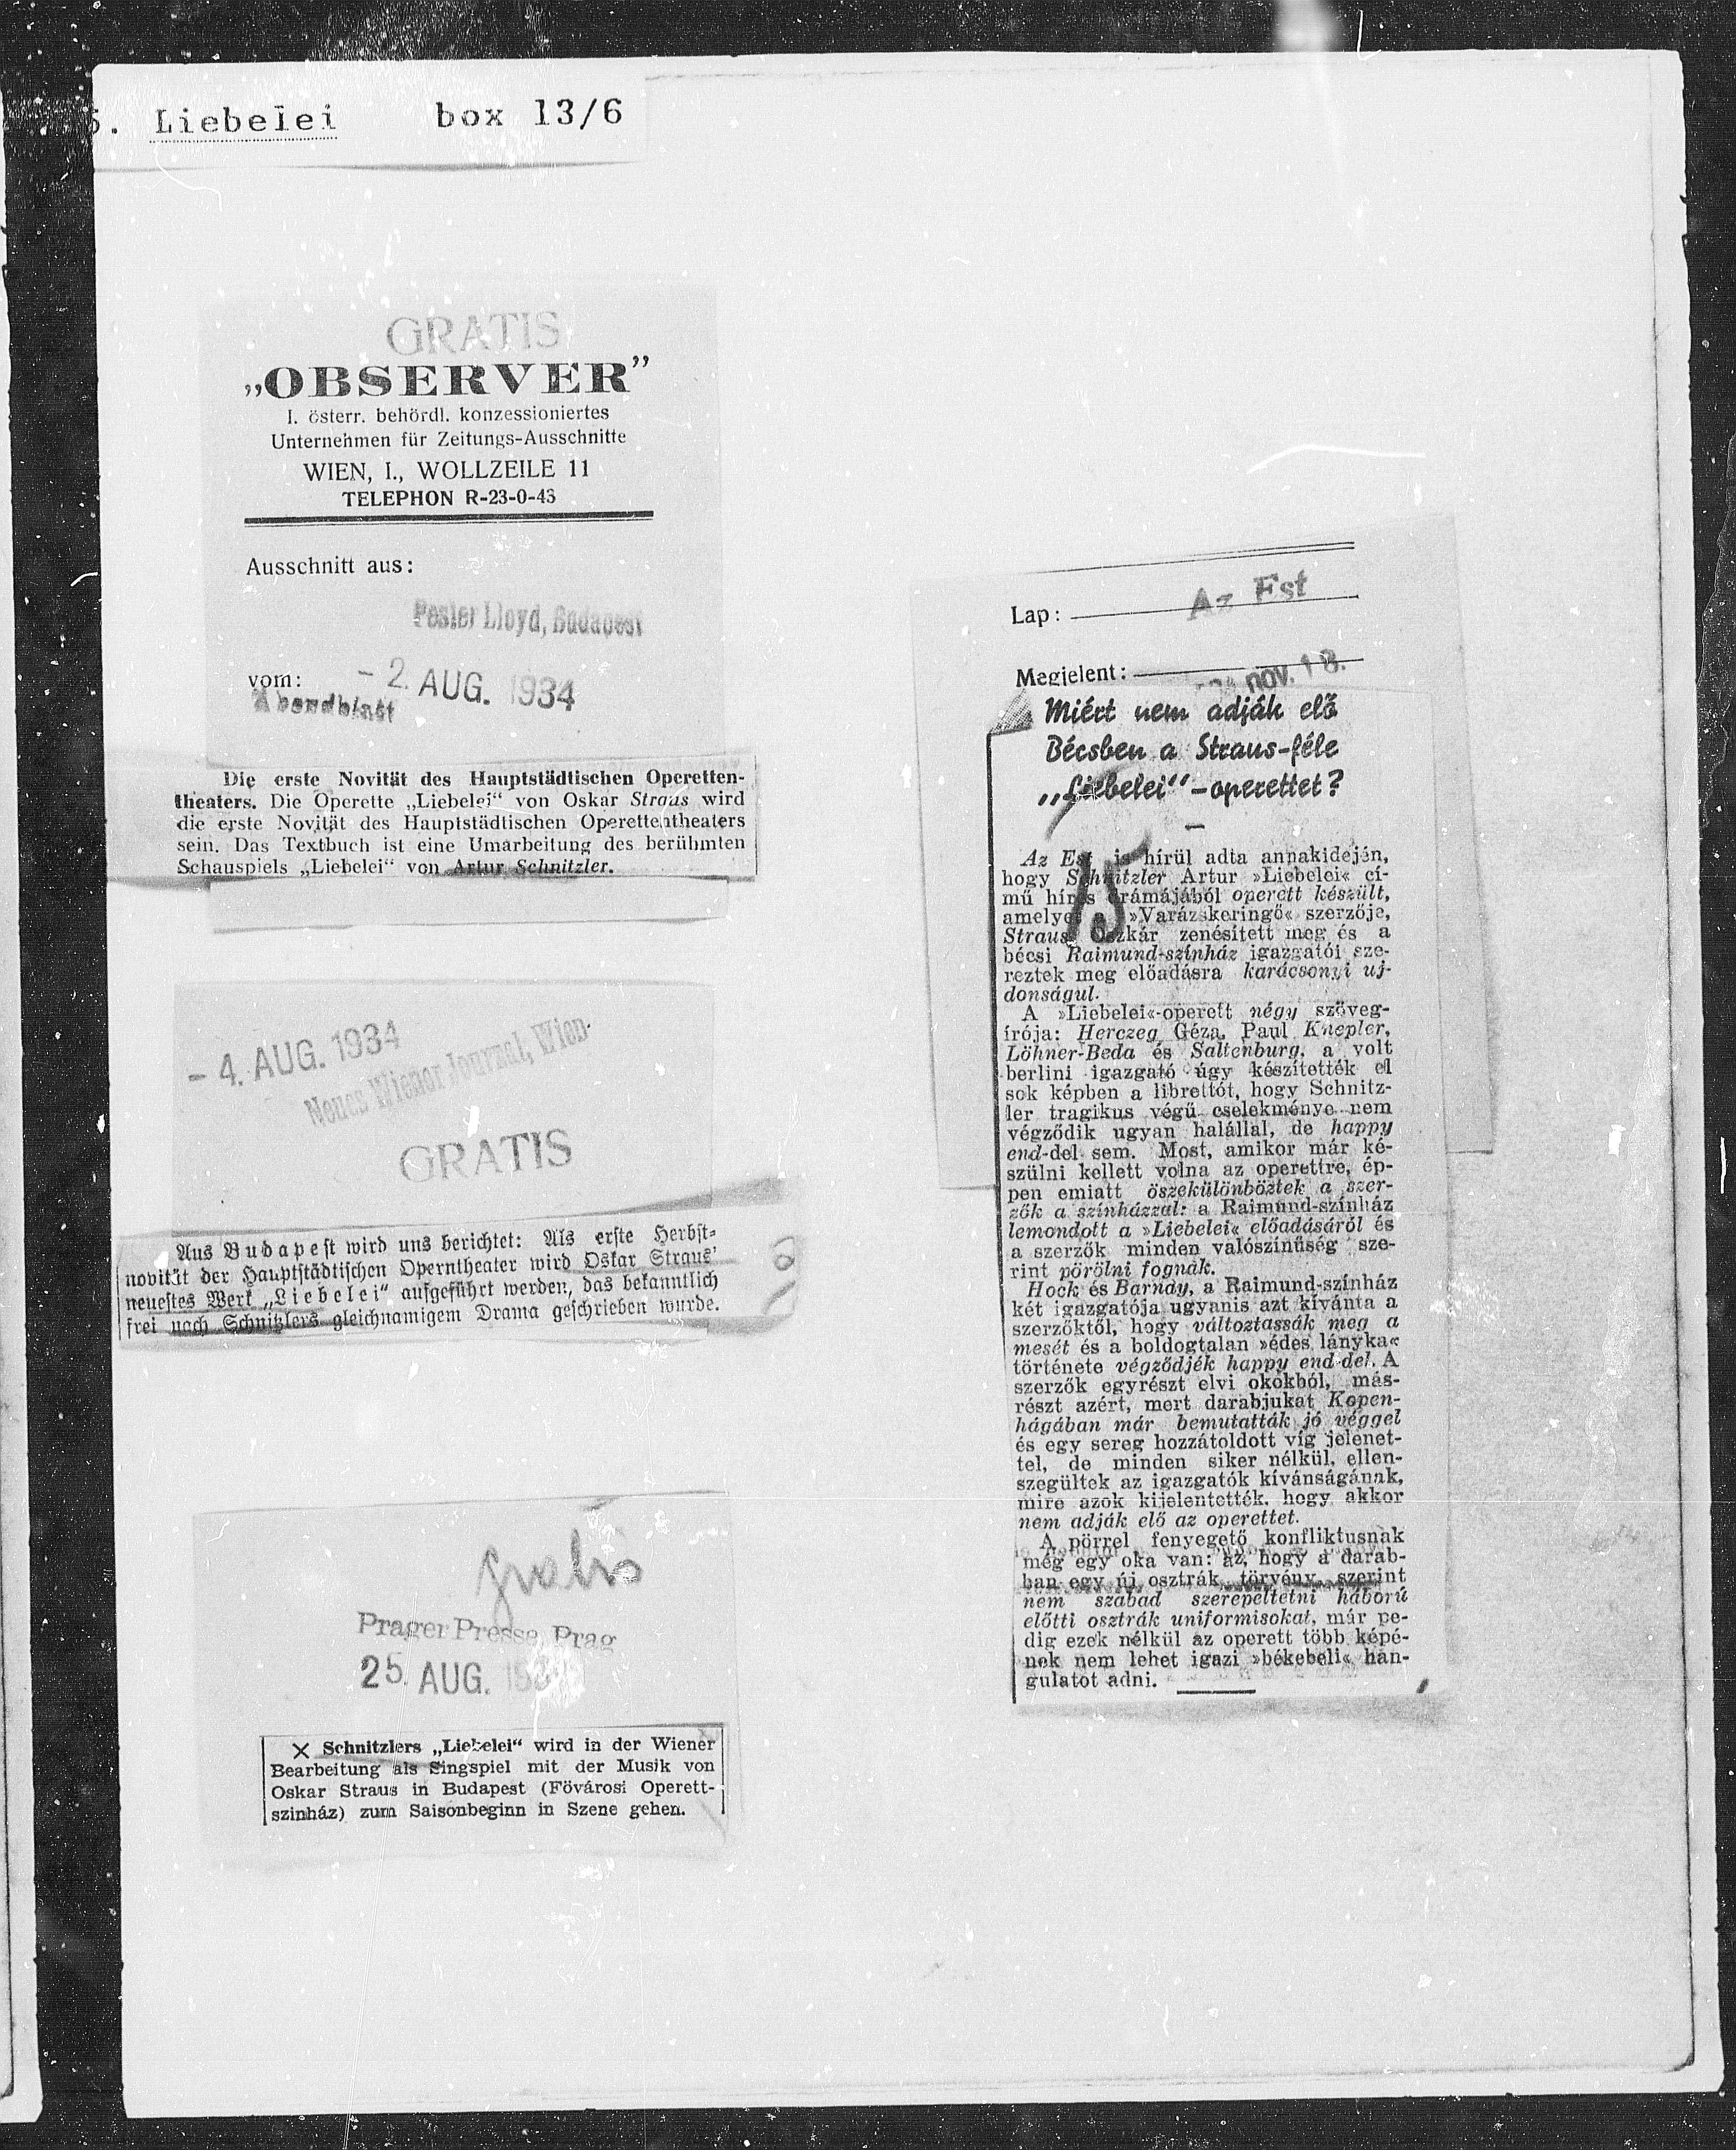 5. Liebelei box 13/6
GRATIS
„OBSERVER”
I. österr. behördl. konzessioniertes
Unternehmen für Zeitungs-Ausschnitte
WIEN, I., WOLLZEILE 11
TELEPHON R-23-0-43
Ausschnitt aus:
Pester Lloyd, Budapest
vom: - 2. AUG. 1934
Abendblatt
Die erste Novität des Hauptstädtischen Operetten-
theaters. Die Operette „Liebelei“ von Oskar Straus wird
die erste Novität des Hauptstädtischen Operettentheaters
sein. Das Textbuch ist eine Umarbeitung des berühmten
Schauspiels „Liebelei“ von Artur Schnitzler.
- 4. AUG. 1934
Neues Wiener Journal, Wien
GRATIS
Aus Budapest wird uns berichtet: Als erste Herbst-
novität der Hauptstädtischen Operntheater wird Oskar Straus'
neuestes Werk „Liebelei“ aufgeführt werden, das bekanntlich
frei nach Schnitzlers gleichnamigem Drama geschrieben wurde.
gratis
Prager Presse, Prag
25. AUG.
Schnitzlers „Liebelei“ wird in der Wiener
Bearbeitung als Singspiel mit der Musik von
Oskar Straus in Budapest (Fövárosi Operett-
szinház) zum Saisonbeginn in Szene gehen.
Lap: Az Est
Megjelent: nov. 18.
Miért nem adják elő
Bécsben a Straus-féle
„Liebelei“-operettet?
15
Az Est is hírül adta annakidején,
hogy Schnitzler Artur »Liebelei« cí-
mű híres drámájából operett készült,
amelyet a »Varázskeringő« szerzője,
Straus Oszkár zenésített meg és a
bécsi Raimund-színház igazgatói sze-
reztek meg előadásra karácsonyi uj-
donságul.
A »Liebelei«-operett négy szöveg-
írója: Herczeg Géza, Paul Knepler,
Löhner-Beda és Saltenburg, a volt
berlini igazgató úgy készítették el
sok képben a librettót, hogy Schnitz-
ler tragikus végű cselekménye nem
végződik ugyan halállal, de happy
end-del sem. Most, amikor már ké-
szülni kellett volna az operettre, ép-
pen emiatt öszekülönböztek a szer-
zők a színházzal: a Raimund-színház
lemondott a »Liebelei« előadásáról és
a szerzők minden valószínűség sze-
rint pörölni fognak.
Hock és Barnay, a Raimund-színház
két igazgatója ugyanis azt kívánta a
szerzőktől, hogy változtassák meg a
mesét és a boldogtalan »édes lányka«
története végződjék happy end-del. A
szerzők egyrészt elvi okokból, más-
részt azért, mert darabjukat Kopen-
hágában már bemutatták jó véggel
és egy sereg hozzátoldott víg jelenet-
tel, de minden siker nélkül, ellen-
szegültek az igazgatók kívánságának,
mire azok kijelentették, hogy akkor
nem adják elő az operettet.
A pörrel fenyegető konfliktusnak
még egy oka van: az, hogy a darab-
ban egy új osztrák törvény szerint
nem szabad szerepeltetni háború
előtti osztrák uniformisokat, már pe-
dig ezek nélkül az operett több képé-
nek nem lehet igazi »békebeli« han-
gulatot adni.